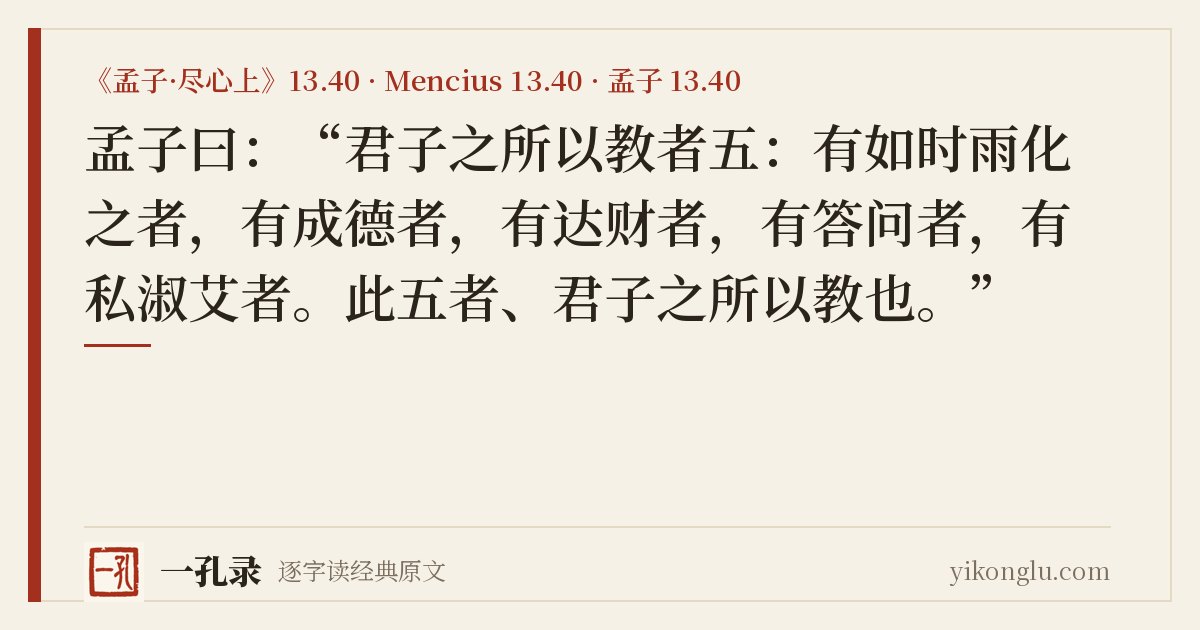 《孟子·尽心上》13.40 · Mencius 13.40 · 孟子 13.40
孟子曰：“君子之所以教者五：有如时雨化
之者，有成德者，有达财者，有答问者，有
私淑艾者。此五者、君子之所以教也。”
一孔
一孔录 逐字读经典原文 yikonglu.com